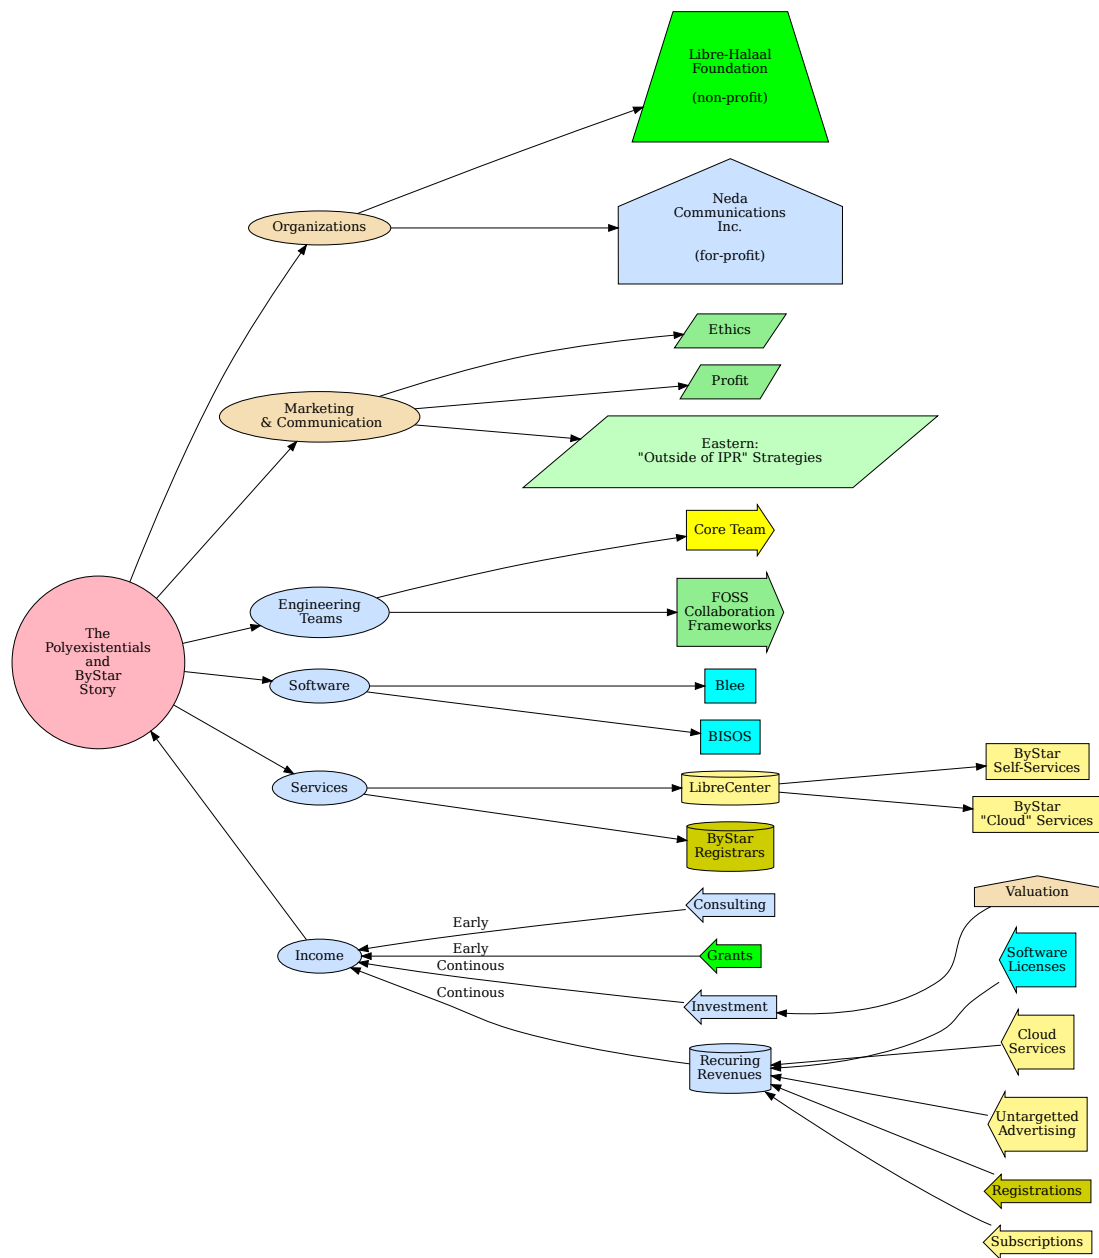 Libre-Halaal
Foundation
(non-profit)
Neda
Communications
Inc.
(for-profit)
Organizations
Ethics
Profit
Marketing
& Communication
Eastern:
"Outside of IPR" Strategies
Core Team
Engineering
Teams
FOSS
Collaboration
Frameworks
The
Polyexistentials
and
ByStar
Story
Software
Blee
BISOS
Services
LibreCenter
ByStar
Self-Services
ByStar
"Cloud" Services
ByStar
Registrars
Income
Early
Consulting
Early
Grants
Continous
Investment
Continous
Recuring
Revenues
Valuation
Software
Licenses
Cloud
Services
Untargetted
Advertising
Registrations
Subscriptions